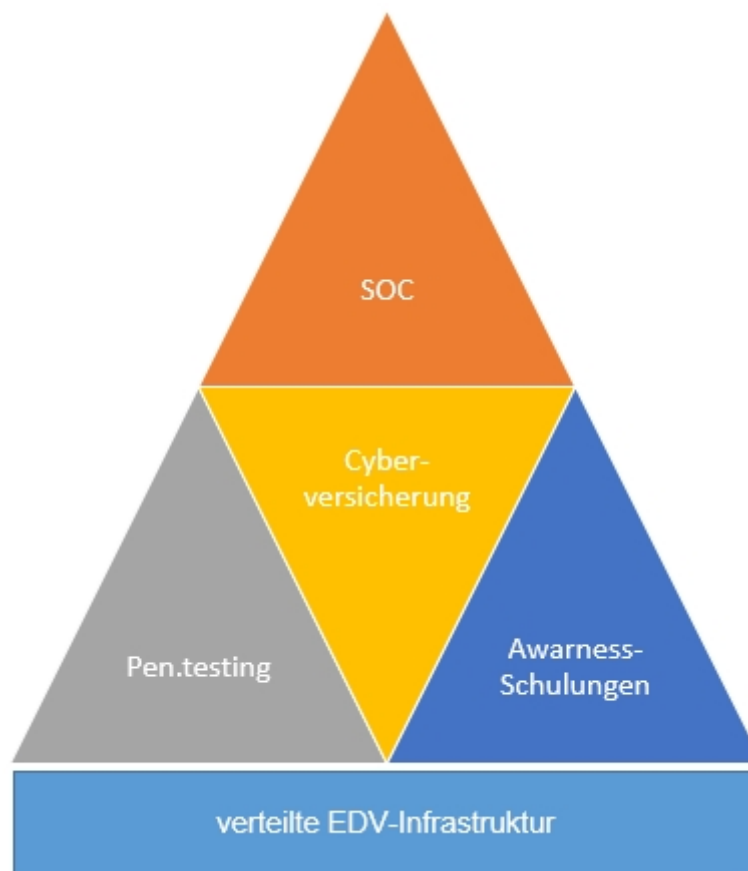 SOC
Cyber-
versicherung
Pen.testing
Awarness-
Schulungen
verteilte EDV-Infrastruktur